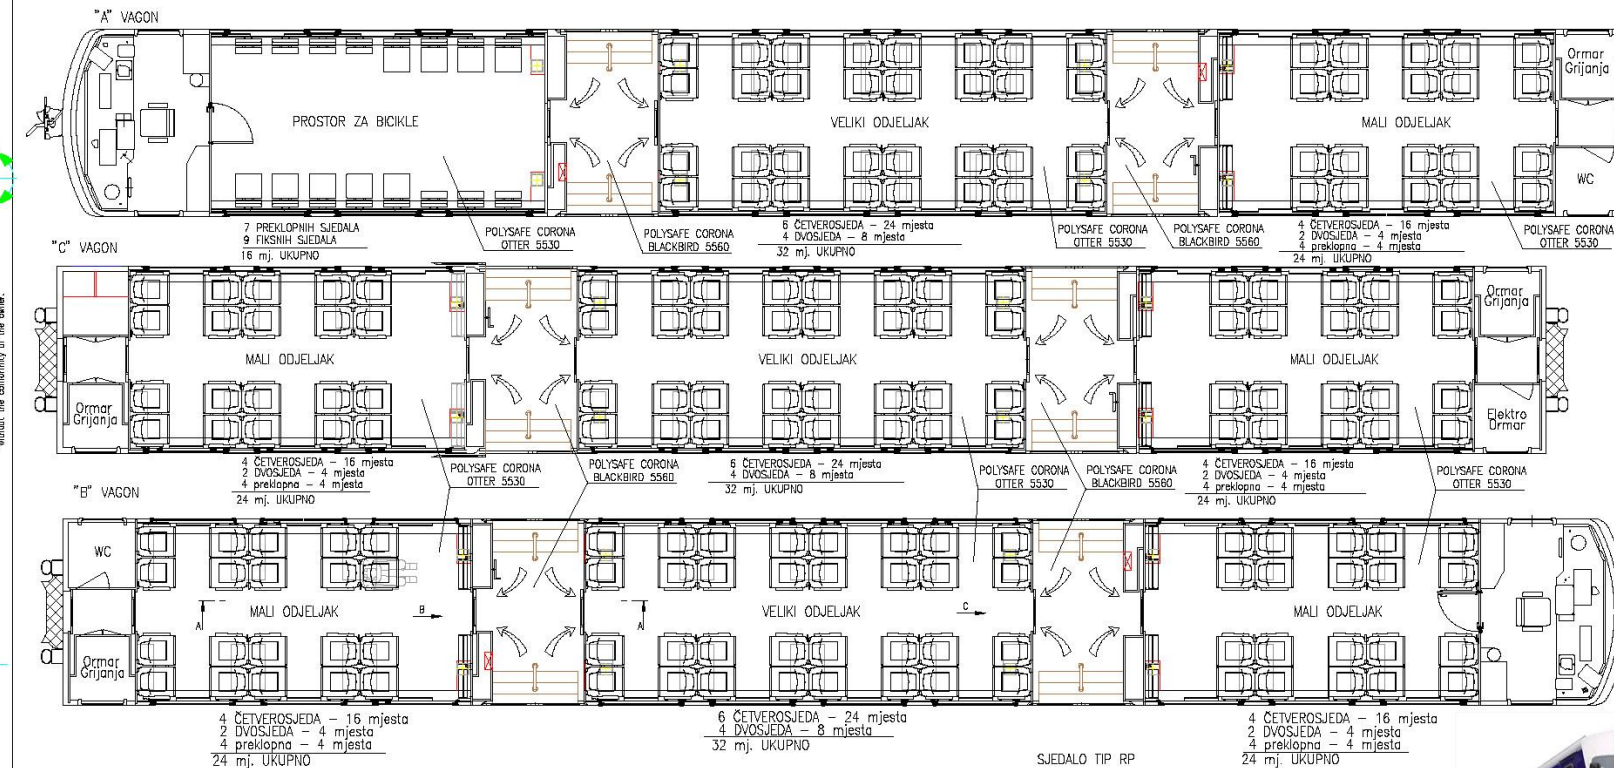 "A" VAGON
PROSTOR ZA BICIKLE
VELIKI ODJELJAK
MALI ODJELJAK
Ormar
Grijanja
WC
7 PREKLOPNIH SJEDALA
9 FIKSNIH SJEDALA
16 mj. UKUPNO
POLYSAFE CORONA
OTTER 5530
POLYSAFE CORONA
BLACKBIRD 5560
6 ČETVEROSJEDA – 24 mjesta
4 DVOSJEDA – 8 mjesta
32 mj. UKUPNO
POLYSAFE CORONA
OTTER 5530
POLYSAFE CORONA
BLACKBIRD 5560
4 ČETVEROSJEDA – 16 mjesta
2 DVOSJEDA – 4 mjesta
4 preklopna – 4 mjesta
24 mj. UKUPNO
POLYSAFE CORONA
OTTER 5530
"C" VAGON
Ormar
Grijanja
MALI ODJELJAK
VELIKI ODJELJAK
MALI ODJELJAK
Ormar
Grijanja
Elektro
Ormar
4 ČETVEROSJEDA – 16 mjesta
2 DVOSJEDA – 4 mjesta
4 preklopna – 4 mjesta
24 mj. UKUPNO
POLYSAFE CORONA
OTTER 5530
POLYSAFE CORONA
BLACKBIRD 5560
6 ČETVEROSJEDA – 24 mjesta
4 DVOSJEDA – 8 mjesta
32 mj. UKUPNO
POLYSAFE CORONA
OTTER 5530
POLYSAFE CORONA
BLACKBIRD 5560
4 ČETVEROSJEDA – 16 mjesta
2 DVOSJEDA – 4 mjesta
4 preklopna – 4 mjesta
24 mj. UKUPNO
POLYSAFE CORONA
OTTER 5530
"B" VAGON
WC
Ormar
Grijanja
MALI ODJELJAK
A
B
VELIKI ODJELJAK
A
C
MALI ODJELJAK
4 ČETVEROSJEDA – 16 mjesta
2 DVOSJEDA – 4 mjesta
4 preklopna – 4 mjesta
24 mj. UKUPNO
6 ČETVEROSJEDA – 24 mjesta
4 DVOSJEDA – 8 mjesta
32 mj. UKUPNO
4 ČETVEROSJEDA – 16 mjesta
2 DVOSJEDA – 4 mjesta
4 preklopna – 4 mjesta
24 mj. UKUPNO
SJEDALO TIP RP